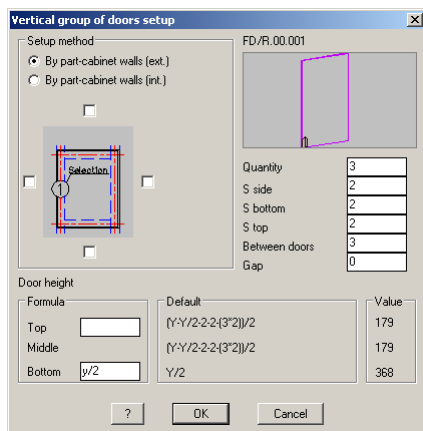 Vertical group of doors setup
Setup method
By part-cabinet walls (ext.)
By part-cabinet walls (int.)
Selection
1
FD/R.00.001
Quantity 3
S side 2
S bottom 2
S top 2
Between doors 3
Gap 0
Door height
Formula Default Value
Top (Y-Y/2-2-2-(3*2))/2 179
Middle (Y-Y/2-2-2-(3*2))/2 179
Bottom y/2 Y/2 368
? OK Cancel